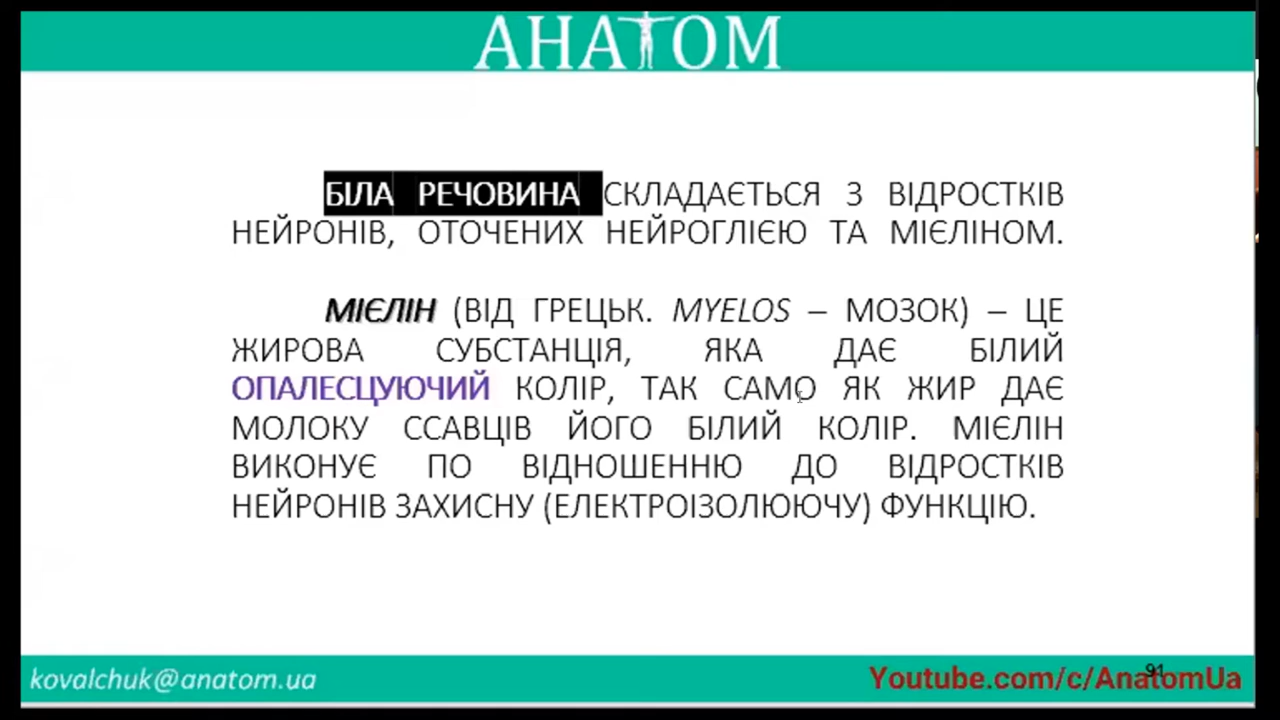 АНАТОМ
БІЛА РЕЧОВИНА СКЛАДАЄТЬСЯ З ВІДРОСТКІВ
НЕЙРОНІВ, ОТОЧЕНИХ НЕЙРОГЛІЄЮ ТА МІЄЛІНОМ.
МІЄЛІН (ВІД ГРЕЦЬК. MYELOS – МОЗОК) – ЦЕ
ЖИРОВА СУБСТАНЦІЯ, ЯКА ДАЄ БІЛИЙ
ОПАЛЕСЦУЮЧИЙ КОЛІР, ТАК САМО ЯК ЖИР ДАЄ
МОЛОКУ ССАВЦІВ ЙОГО БІЛИЙ КОЛІР. МІЄЛІН
ВИКОНУЄ ПО ВІДНОШЕННЮ ДО ВІДРОСТКІВ
НЕЙРОНІВ ЗАХИСНУ (ЕЛЕКТРОІЗОЛЮЮЧУ) ФУНКЦІЮ.
kovalchuk@anatom.ua
Youtube.com/c/AnatomUa
91